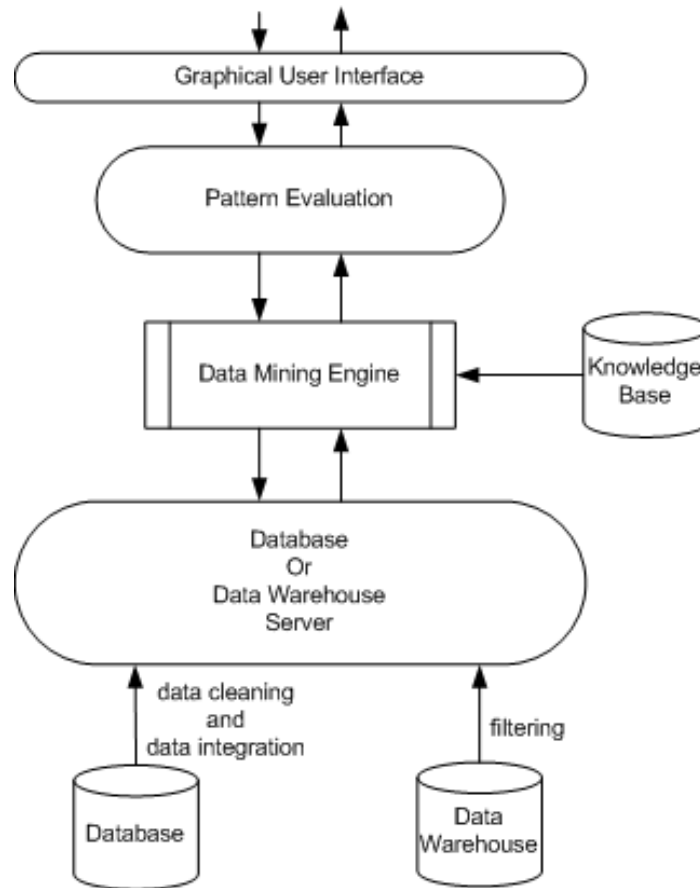 Graphical User Interface
Pattern Evaluation
Data Mining Engine
Knowledge
Base
Database
Or
Data Warehouse
Server
data cleaning
and
data integration
filtering
Database
Data
Warehouse